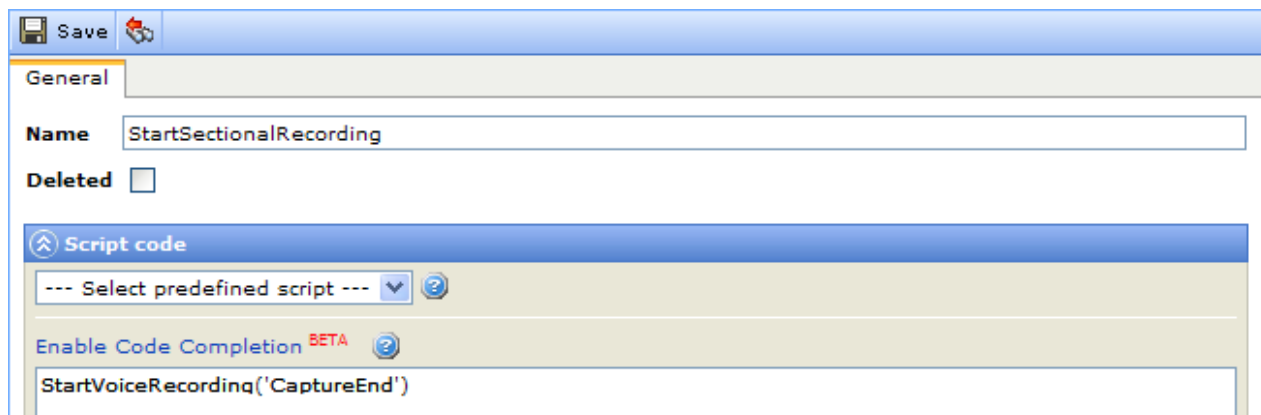 Save
General
Name StartSectionalRecording
Deleted
Script code
--- Select predefined script ---
Enable Code Completion BETA
StartVoiceRecording('CaptureEnd')